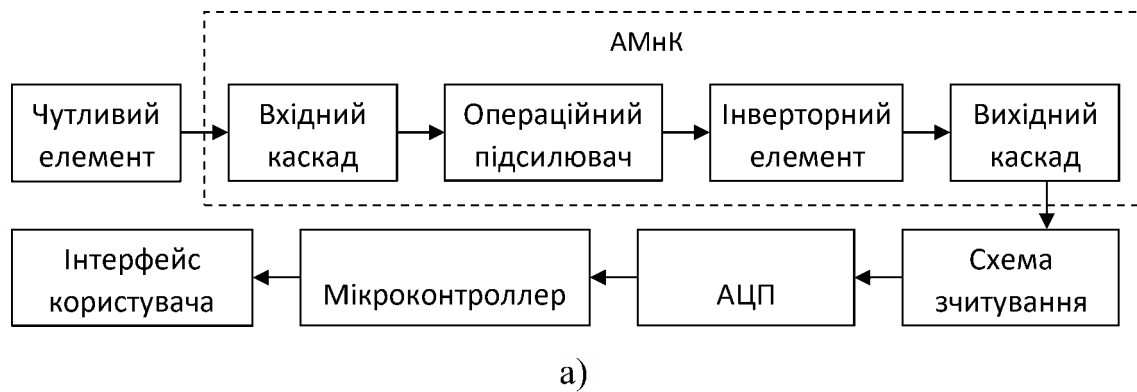 АМнК
Чутливий
елемент
Вхідний
каскад
Операційний
підсилювач
Інверторний
елемент
Вихідний
каскад
Інтерфейс
користувача
Мікроконтроллер
АЦП
Схема
зчитування
а)